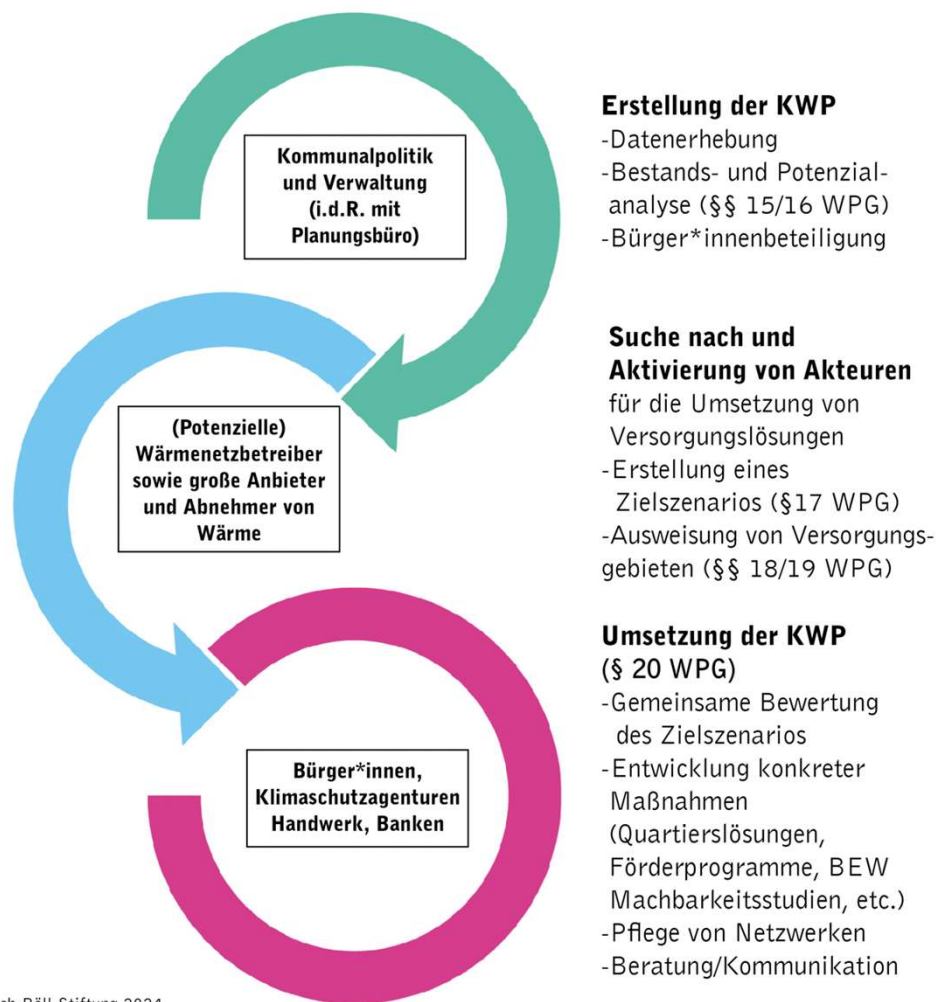 Kommunalpolitik
und Verwaltung
(i.d.R. mit
Planungsbüro)
Erstellung der KWP
-Datenerhebung
-Bestands- und Potenzial-
analyse (§§ 15/16 WPG)
-Bürger*innenbeteiligung
(Potenzielle)
Wärmenetzbetreiber
sowie große Anbieter
und Abnehmer von
Wärme
Suche nach und
Aktivierung von Akteuren
für die Umsetzung von
Versorgungslösungen
-Erstellung eines
Zielszenarios (§17 WPG)
-Ausweisung von Versorgungs-
gebieten (§§ 18/19 WPG)
Bürger*innen,
Klimaschutzagenturen
Handwerk, Banken
Umsetzung der KWP
(§ 20 WPG)
-Gemeinsame Bewertung
des Zielszenarios
-Entwicklung konkreter
Maßnahmen
(Quartierslösungen,
Förderprogramme, BEW
Machbarkeitsstudien, etc.)
-Pflege von Netzwerken
-Beratung/Kommunikation